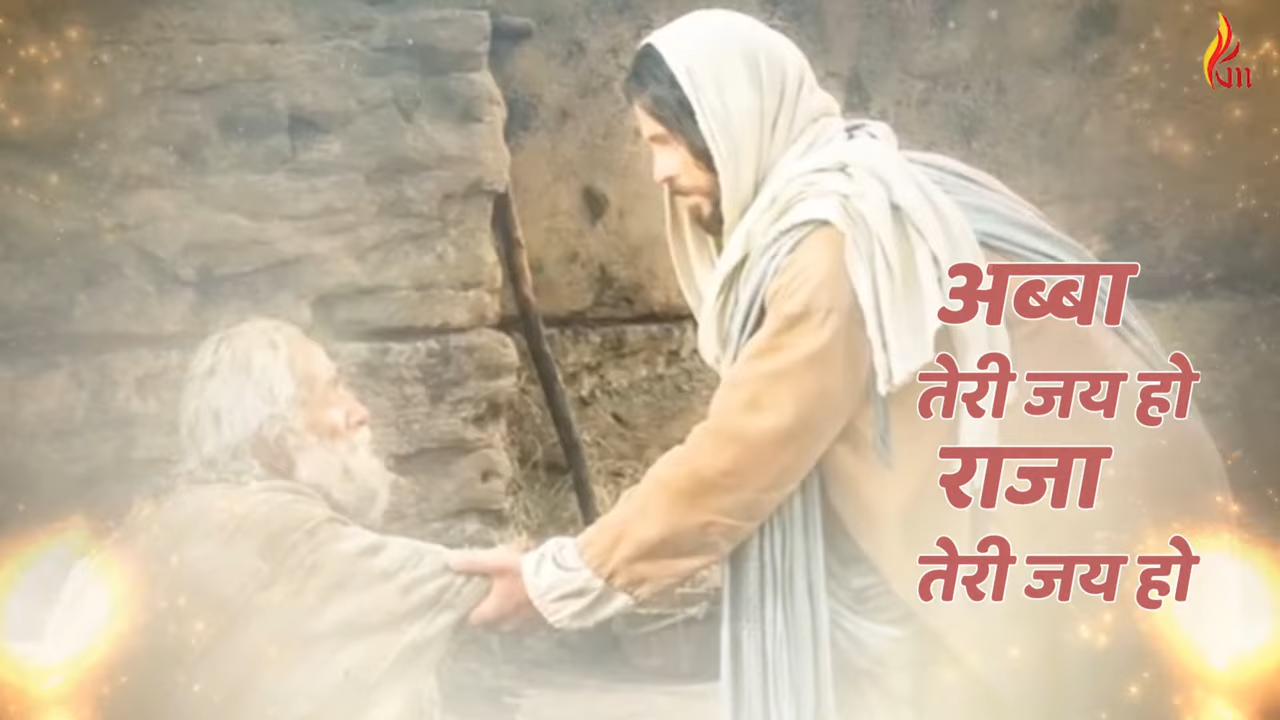 अब्बा
तेरी जय हो
राजा
तेरी जय हो